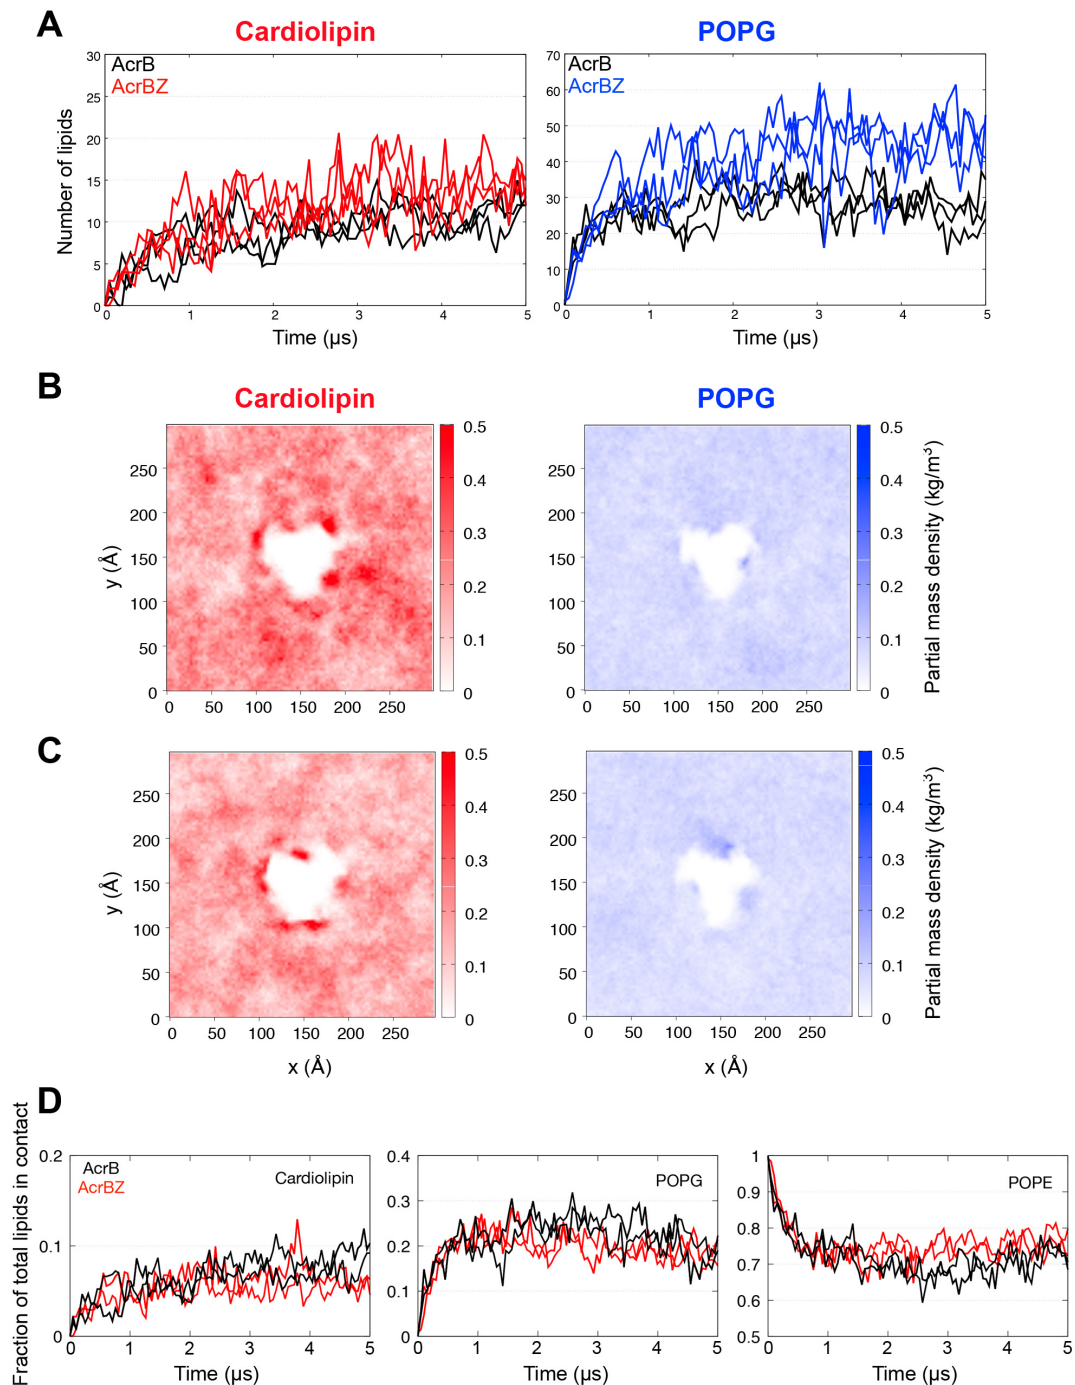 A
Cardiolipin
POPG
AcrB
AcrBZ
30
25
20
15
10
5
0
Number of lipids
0 1 2 3 4 5
Time (μs)
AcrB
AcrBZ
70
60
50
40
30
20
10
0
0 1 2 3 4 5
Time (μs)
B
Cardiolipin
POPG
250
200
150
100
50
0
y (Å)
0 50 100 150 200 250
0.5
0.4
0.3
0.2
0.1
0
250
200
150
100
50
0
0 50 100 150 200 250
0.5
0.4
0.3
0.2
0.1
0
Partial mass density (kg/m³)
C
250
200
150
100
50
0
y (Å)
0 50 100 150 200 250
x (Å)
0.5
0.4
0.3
0.2
0.1
0
250
200
150
100
50
0
0 50 100 150 200 250
x (Å)
0.5
0.4
0.3
0.2
0.1
0
Partial mass density (kg/m³)
D
Fraction of total lipids in contact
0.2
0.1
0
AcrB
AcrBZ
Cardiolipin
0 1 2 3 4 5
Time (μs)
0.4
0.3
0.2
0.1
0
POPG
0 1 2 3 4 5
Time (μs)
1
0.9
0.8
0.7
0.6
0.5
POPE
0 1 2 3 4 5
Time (μs)